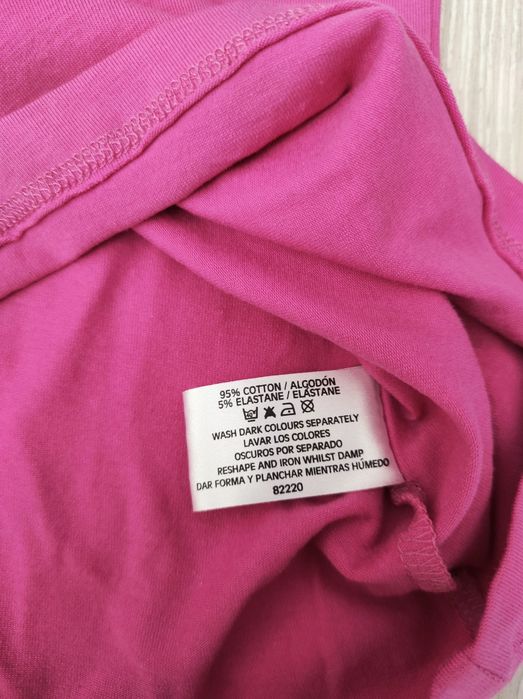 95% COTTON / ALGODÓN
5% ELASTANE / ELASTANE
WASH DARK COLOURS SEPARATELY
LAVAR LOS COLORES
OSCUROS POR SEPARADO
RESHAPE AND IRON WHILST DAMP
DAR FORMA Y PLANCHAR MIENTRAS HÚMEDO
82220